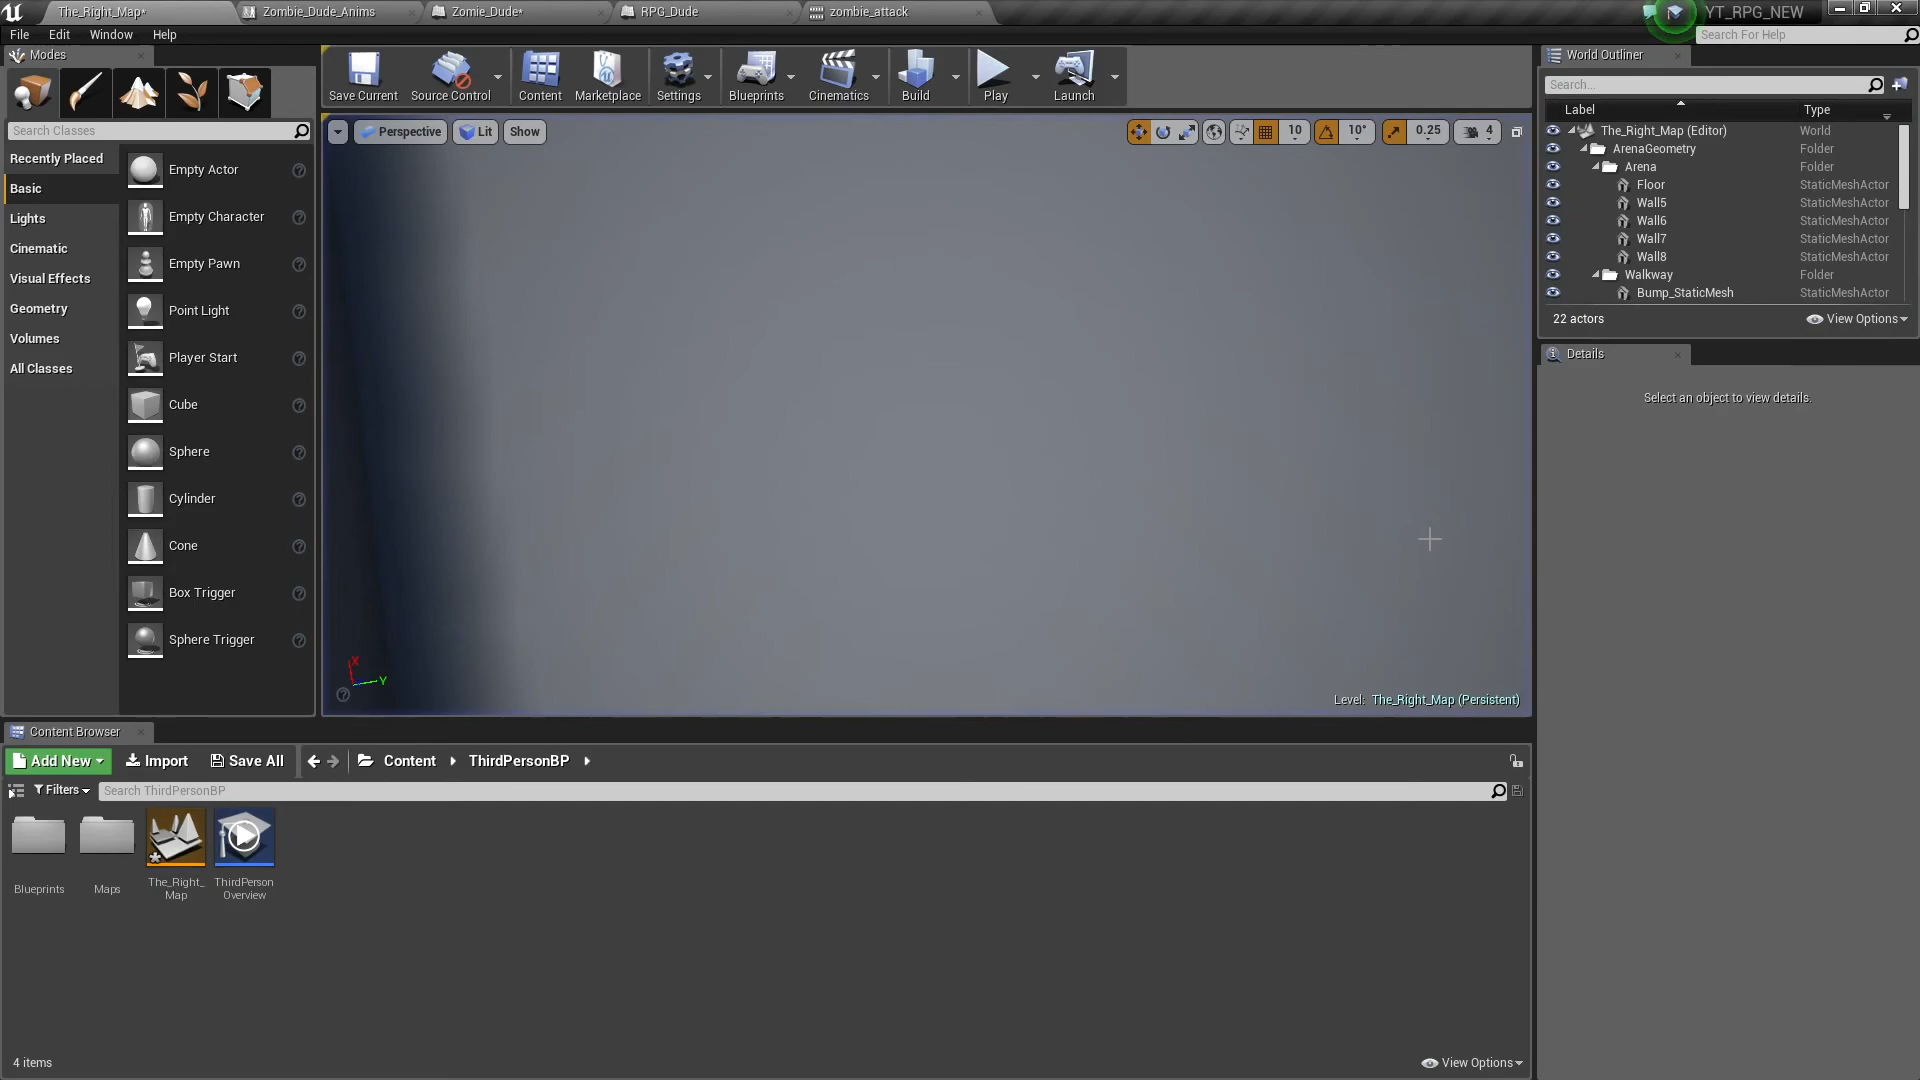 The_Right_Map*
Zombie_Dude_Anims
Zomie_Dude*
RPG_Dude
zombie_attack
YT_RPG_NEW
File
Edit
Window
Help
Search For Help
Modes
Save Current
Source Control
Content
Marketplace
Settings
Blueprints
Cinematics
Build
Play
Launch
World Outliner
Search...
Search Classes
Perspective
Lit
Show
10
10°
0.25
4
Label
Type
The_Right_Map (Editor)
World
ArenaGeometry
Folder
Arena
Folder
Floor
StaticMeshActor
Wall5
StaticMeshActor
Wall6
StaticMeshActor
Wall7
StaticMeshActor
Wall8
StaticMeshActor
Walkway
Folder
Bump_StaticMesh
StaticMeshActor
22 actors
View Options
Details
Select an object to view details.
Recently Placed
Basic
Lights
Cinematic
Visual Effects
Geometry
Volumes
All Classes
Empty Actor
Empty Character
Empty Pawn
Point Light
Player Start
Cube
Sphere
Cylinder
Cone
Box Trigger
Sphere Trigger
X
Y
Level: The_Right_Map (Persistent)
Content Browser
Add New
Import
Save All
Content
ThirdPersonBP
Filters
Search ThirdPersonBP
Blueprints
Maps
The_Right_
Map
ThirdPerson
Overview
4 items
View Options